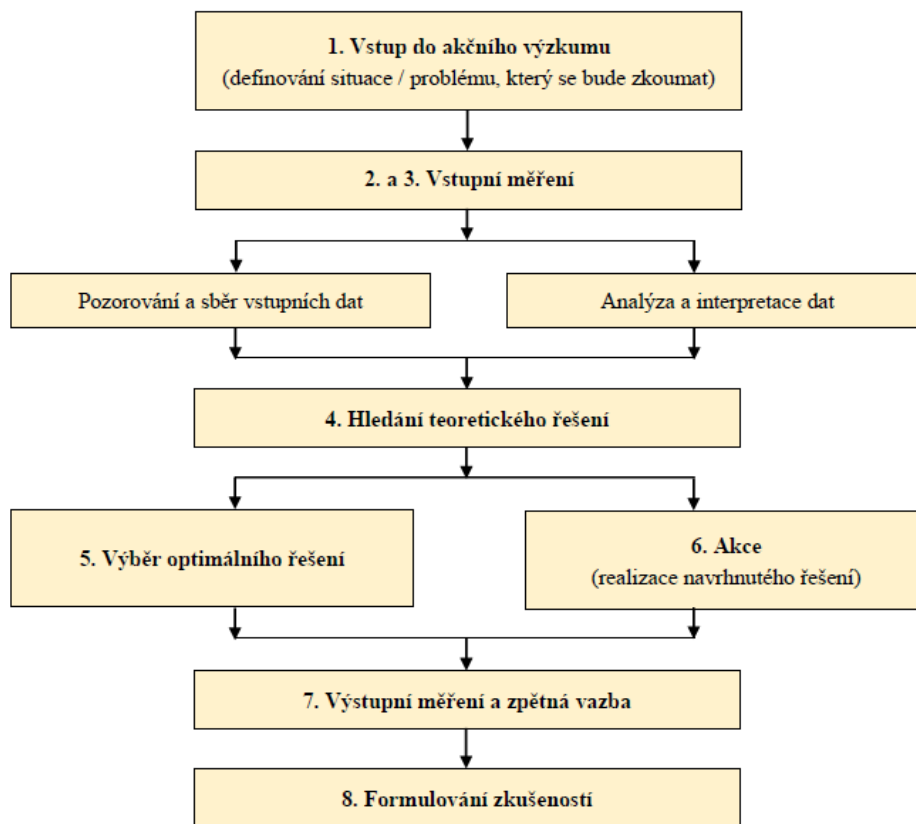 1. Vstup do akčního výzkumu
(definování situace / problému, který se bude zkoumat)
2. a 3. Vstupní měření
Pozorování a sběr vstupních dat
Analýza a interpretace dat
4. Hledání teoretického řešení
5. Výběr optimálního řešení
6. Akce
(realizace navrhnutého řešení)
7. Výstupní měření a zpětná vazba
8. Formulování zkušeností